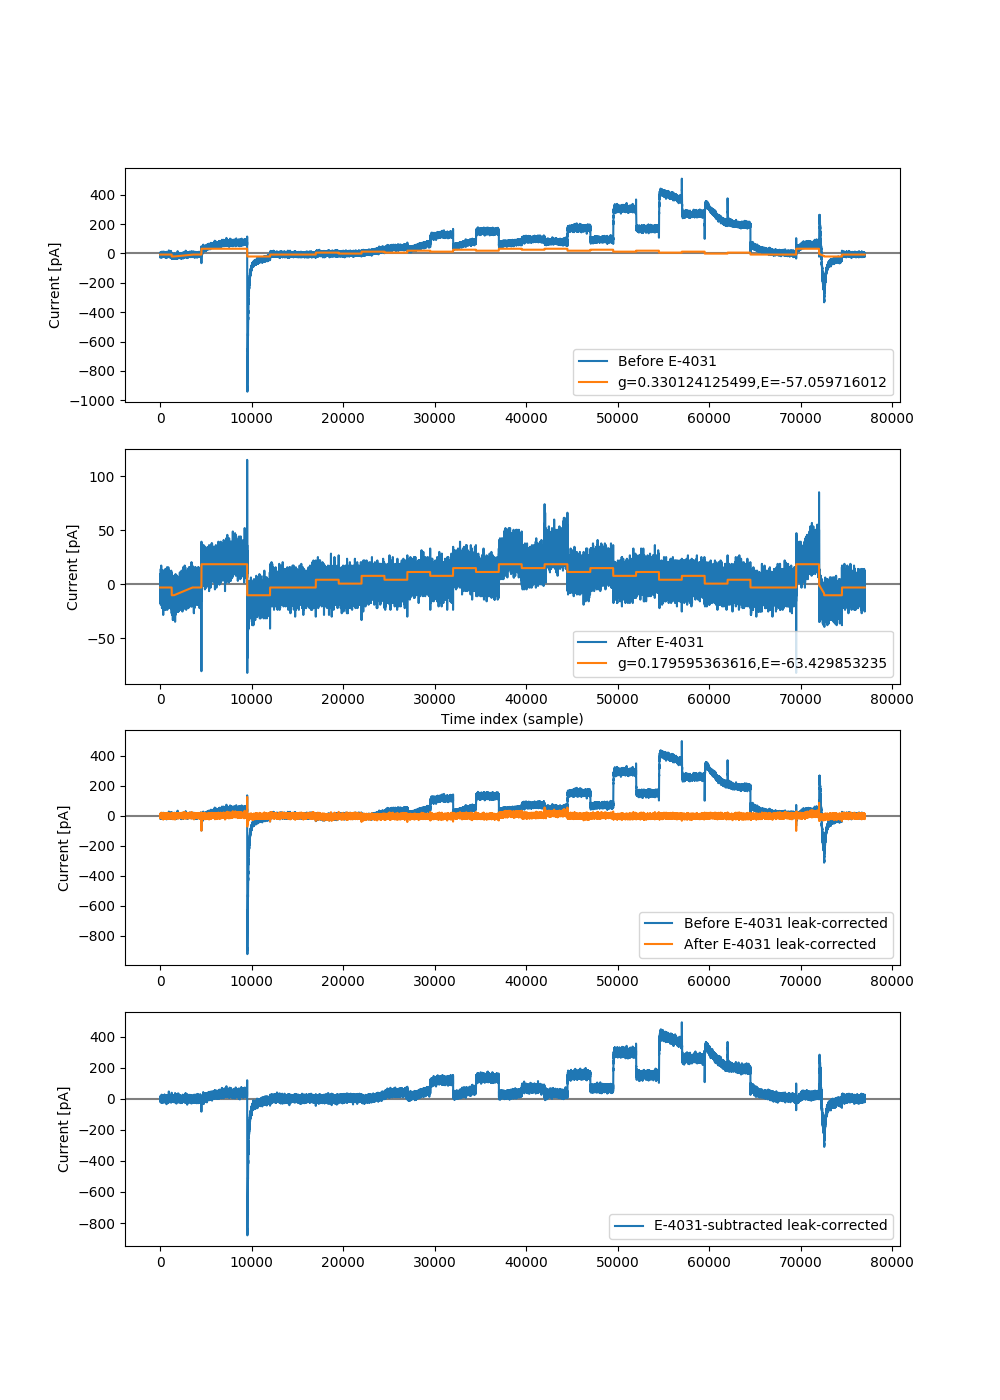 400
200
0
−200
−400
−600
−800
−1000
Current [pA]
Before E-4031
g=0.330124125499,E=-57.059716012
0 10000 20000 30000 40000 50000 60000 70000 80000
100
50
0
−50
Current [pA]
After E-4031
g=0.179595363616,E=-63.429853235
0 10000 20000 30000 40000 50000 60000 70000 80000
Time index (sample)
400
200
0
−200
−400
−600
−800
Current [pA]
Before E-4031 leak-corrected
After E-4031 leak-corrected
0 10000 20000 30000 40000 50000 60000 70000 80000
400
200
0
−200
−400
−600
−800
Current [pA]
E-4031-subtracted leak-corrected
0 10000 20000 30000 40000 50000 60000 70000 80000